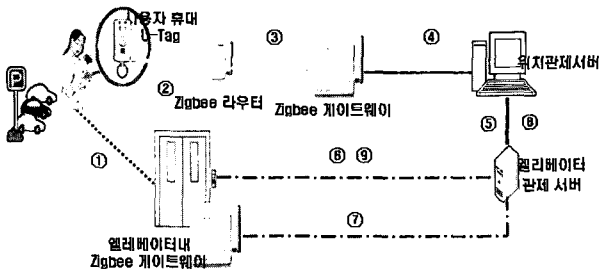 사용자 휴대
U-Tag
③
④
위치관제서버
②
Zigbee 라우터
Zigbee 게이트웨이
⑤ ⑥
P
①
⑧ ⑨
엘리베이터
관제 서버
⑦
엘레베이터내
Zigbee 게이트웨이